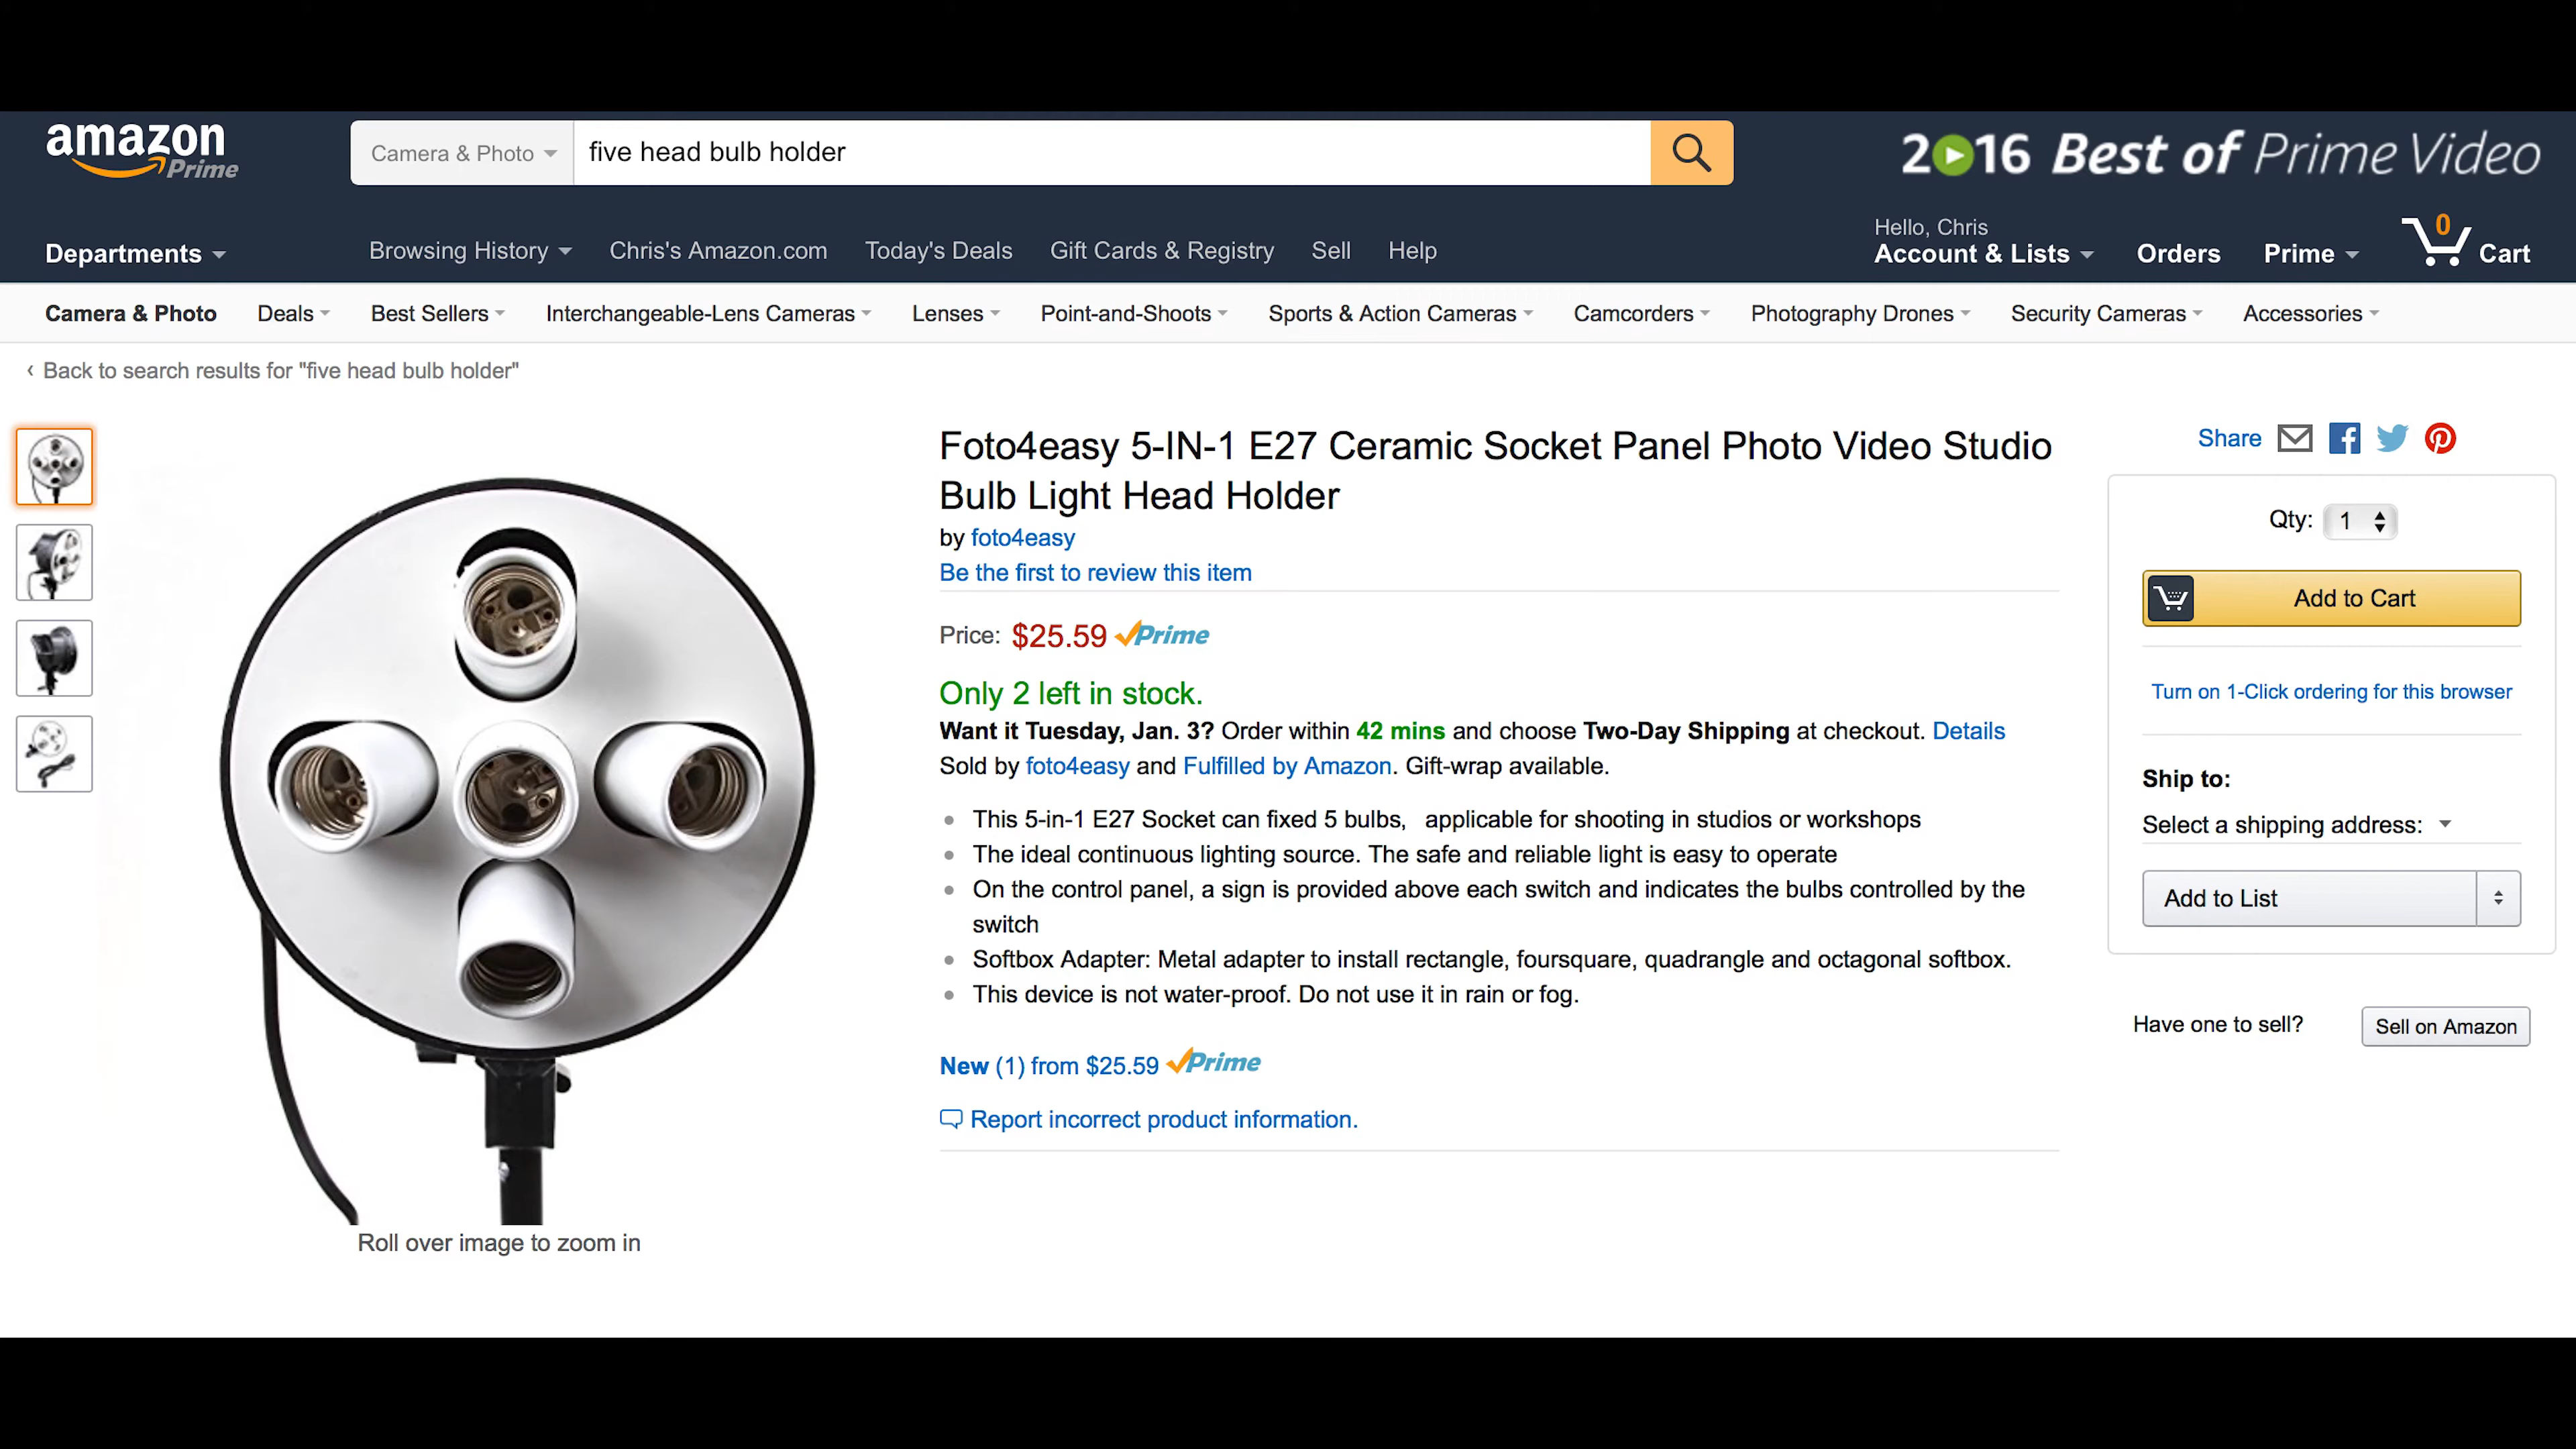 amazon
Prime
Camera & Photo
five head bulb holder
2016 Best of Prime Video
Departments
Browsing History
Chris's Amazon.com
Today's Deals
Gift Cards & Registry
Sell
Help
Hello, Chris
Account & Lists
Orders
Prime
0
Cart
Camera & Photo
Deals
Best Sellers
Interchangeable-Lens Cameras
Lenses
Point-and-Shoots
Sports & Action Cameras
Camcorders
Photography Drones
Security Cameras
Accessories
‹ Back to search results for "five head bulb holder"
Roll over image to zoom in
Foto4easy 5-IN-1 E27 Ceramic Socket Panel Photo Video Studio
Bulb Light Head Holder
by foto4easy
Be the first to review this item
Price: $25.59 Prime
Only 2 left in stock.
Want it Tuesday, Jan. 3? Order within 42 mins and choose Two-Day Shipping at checkout. Details
Sold by foto4easy and Fulfilled by Amazon. Gift-wrap available.
• This 5-in-1 E27 Socket can fixed 5 bulbs, applicable for shooting in studios or workshops
• The ideal continuous lighting source. The safe and reliable light is easy to operate
• On the control panel, a sign is provided above each switch and indicates the bulbs controlled by the
switch
• Softbox Adapter: Metal adapter to install rectangle, foursquare, quadrangle and octagonal softbox.
• This device is not water-proof. Do not use it in rain or fog.
New (1) from $25.59 Prime
Report incorrect product information.
Share
Qty: 1
Add to Cart
Turn on 1-Click ordering for this browser
Ship to:
Select a shipping address:
Add to List
Have one to sell?
Sell on Amazon